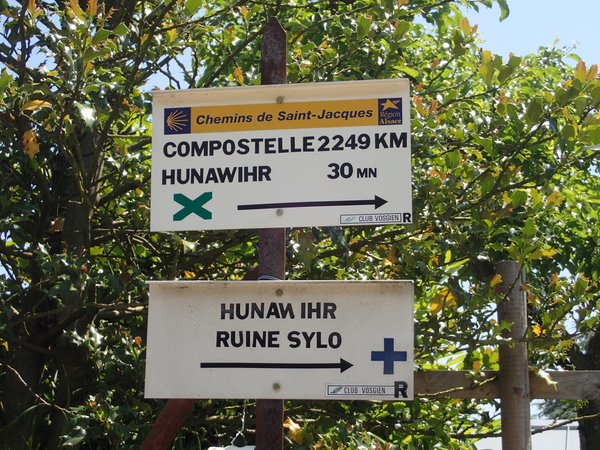 Chemins de Saint-Jacques
Région
Alsace
COMPOSTELLE 2249 KM
HUNAWIHR 30 MN
CLUB VOSGIEN R
HUNAWIHR
RUINE SYLO
CLUB VOSGIEN R